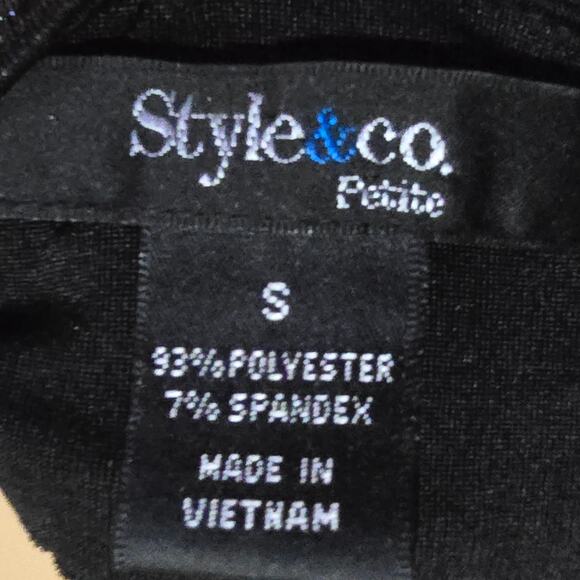 Style&co.
Petite
S
93% POLYESTER
7% SPANDEX
MADE IN
VIETNAM